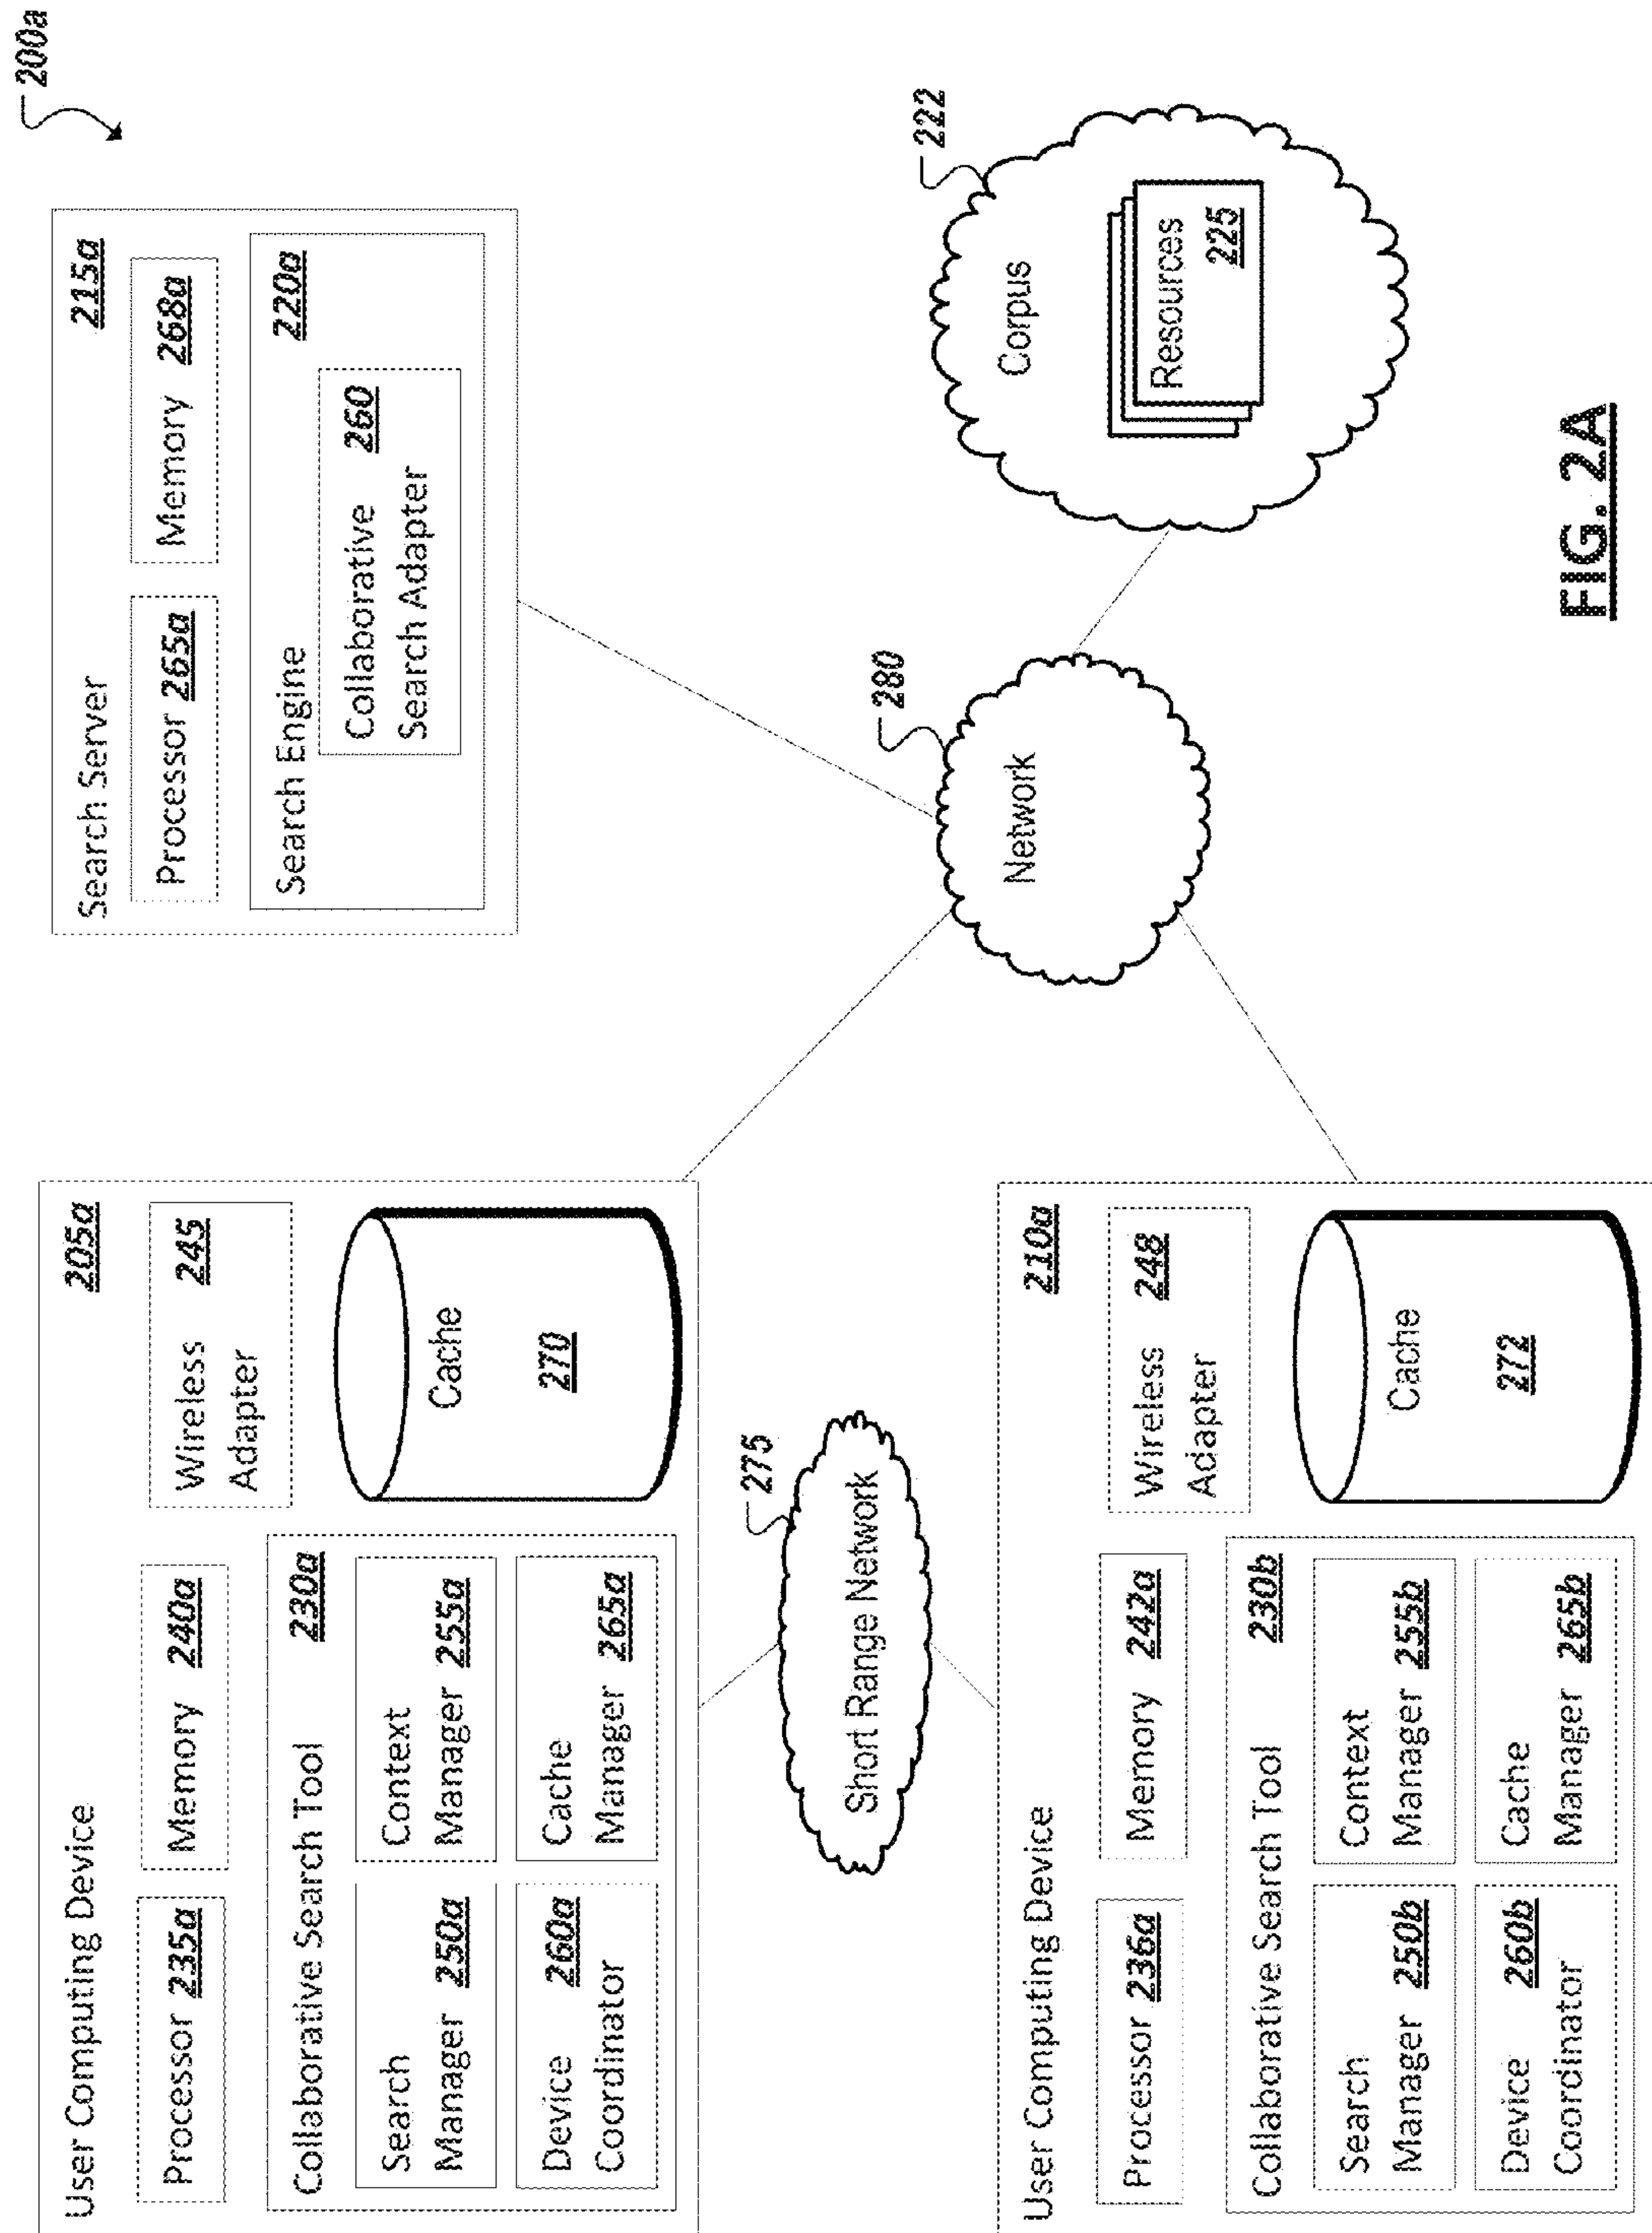 200a
User Computing Device 205a
Processor 235a
Memory 240a
Wireless 245
Adapter
Collaborative Search Tool 230a
Search
Manager 250a
Context
Manager 255a
Device 260a
Coordinator
Cache
Manager 265a
Cache
270
Search Server 215a
Processor 265a
Memory 268a
Search Engine 220a
Collaborative 260
Search Adapter
275
Short Range Network
280
Network
222
Corpus
Resources
225
User Computing Device 210a
Processor 236a
Memory 242a
Wireless 248
Adapter
Collaborative Search Tool 230b
Search
Manager 250b
Context
Manager 255b
Device 260b
Coordinator
Cache
Manager 265b
Cache
272
FIG. 2A